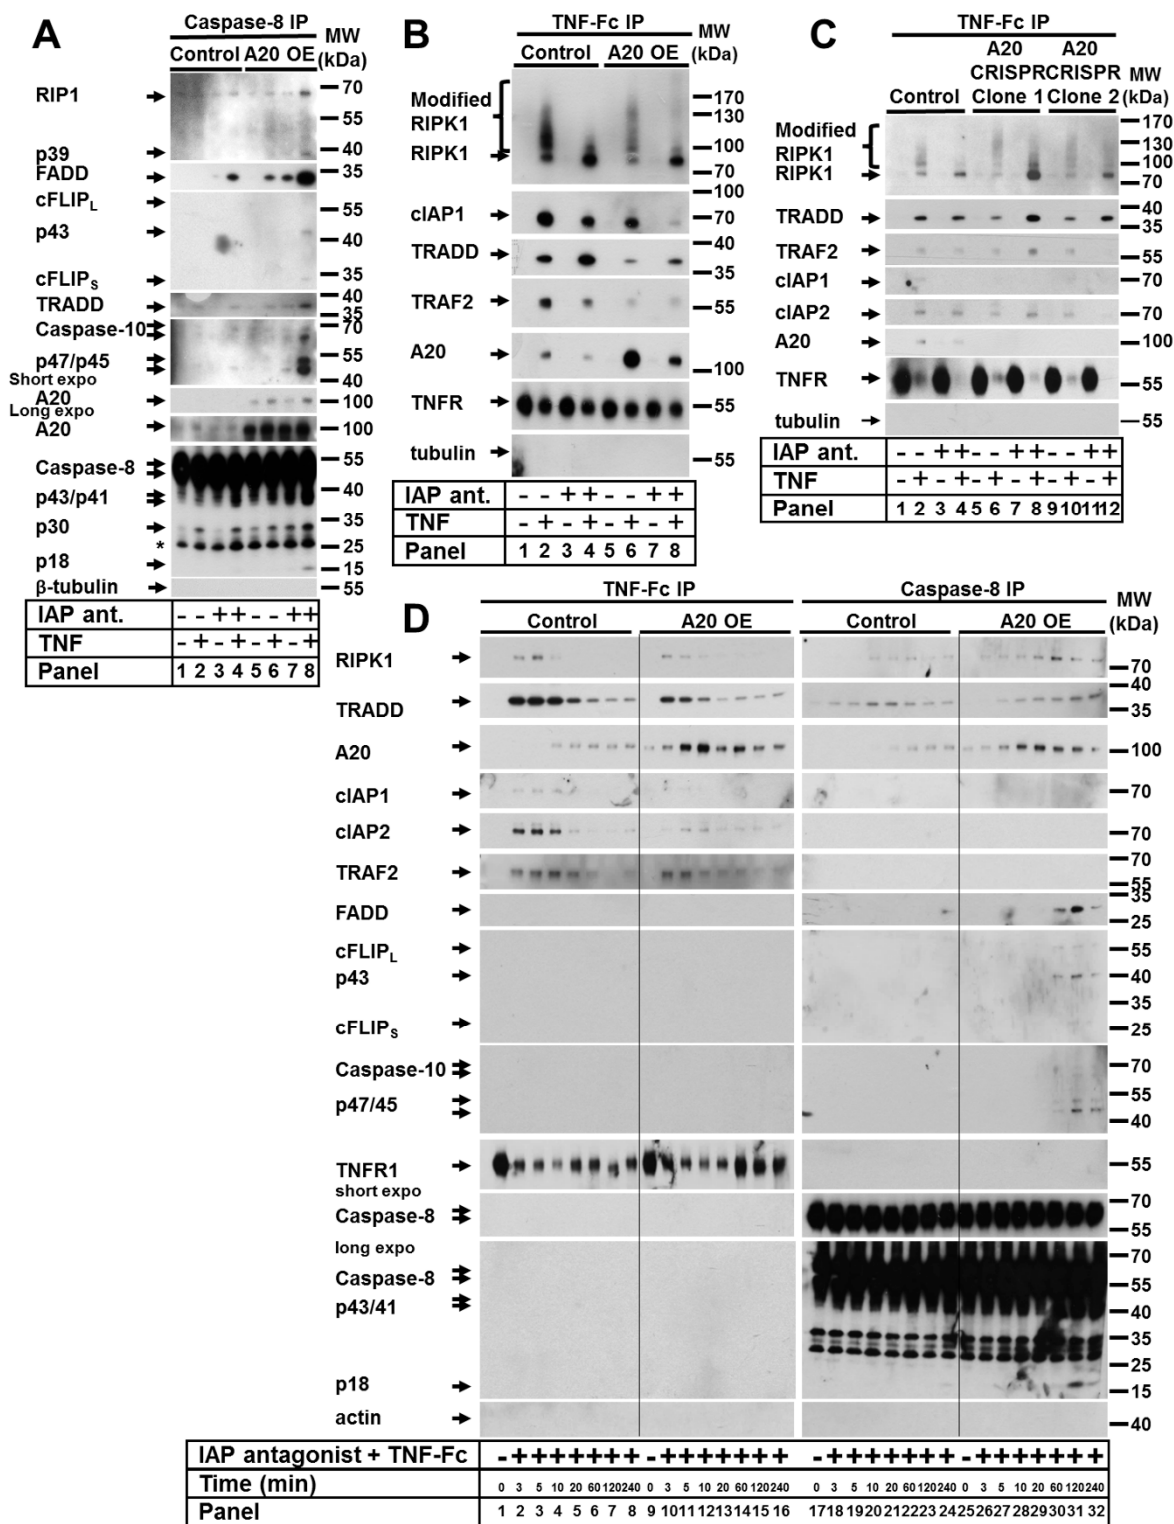 A
Caspase-8 IP
MW
(kDa)
Control A20 OE
RIP1
p39
FADD
cFLIPL
p43
cFLIPS
TRADD
Caspase-10
p47/p45
Short expo
A20
Long expo
A20
Caspase-8
p43/p41
p30
*
p18
β-tubulin
70
55
40
35
55
40
35
40
35
70
55
40
100
100
55
40
35
25
15
55
IAP ant. - - + + - - + +
TNF - + - + - + - +
Panel 1 2 3 4 5 6 7 8
B
TNF-Fc IP
MW
(kDa)
Control A20 OE
Modified
RIPK1
RIPK1
cIAP1
TRADD
TRAF2
A20
TNFR
tubulin
170
130
100
70
100
70
40
35
55
100
55
55
IAP ant. - - + + - - + +
TNF - + - + - + - +
Panel 1 2 3 4 5 6 7 8
C
TNF-Fc IP
A20 A20
CRISPR CRISPR MW
Control Clone 1 Clone 2 (kDa)
Modified
RIPK1
RIPK1
TRADD
TRAF2
cIAP1
cIAP2
A20
TNFR
tubulin
170
130
100
70
40
35
55
70
70
100
55
55
IAP ant. - - + + - - + + - - + +
TNF - + - + - + - + - + - +
Panel 1 2 3 4 5 6 7 8 9 10 11 12
D
TNF-Fc IP Caspase-8 IP
MW
(kDa)
Control A20 OE Control A20 OE
RIPK1
TRADD
A20
cIAP1
cIAP2
TRAF2
FADD
cFLIPL
p43
cFLIPS
Caspase-10
p47/45
TNFR1
short expo
Caspase-8
long expo
Caspase-8
p43/41
p18
actin
70
40
35
100
70
70
70
55
35
25
55
40
35
25
70
55
40
55
70
55
70
55
40
35
25
15
40
IAP antagonist + TNF-Fc - + + + + + + + - + + + + + + + - + + + + + + + - + + + + + + +
Time (min) 0 3 5 10 20 60 120 240 0 3 5 10 20 60 120 240 0 3 5 10 20 60 120 240 0 3 5 10 20 60 120 240
Panel 1 2 3 4 5 6 7 8 9 10 11 12 13 14 15 16 17 18 19 20 21 22 23 24 25 26 27 28 29 30 31 32